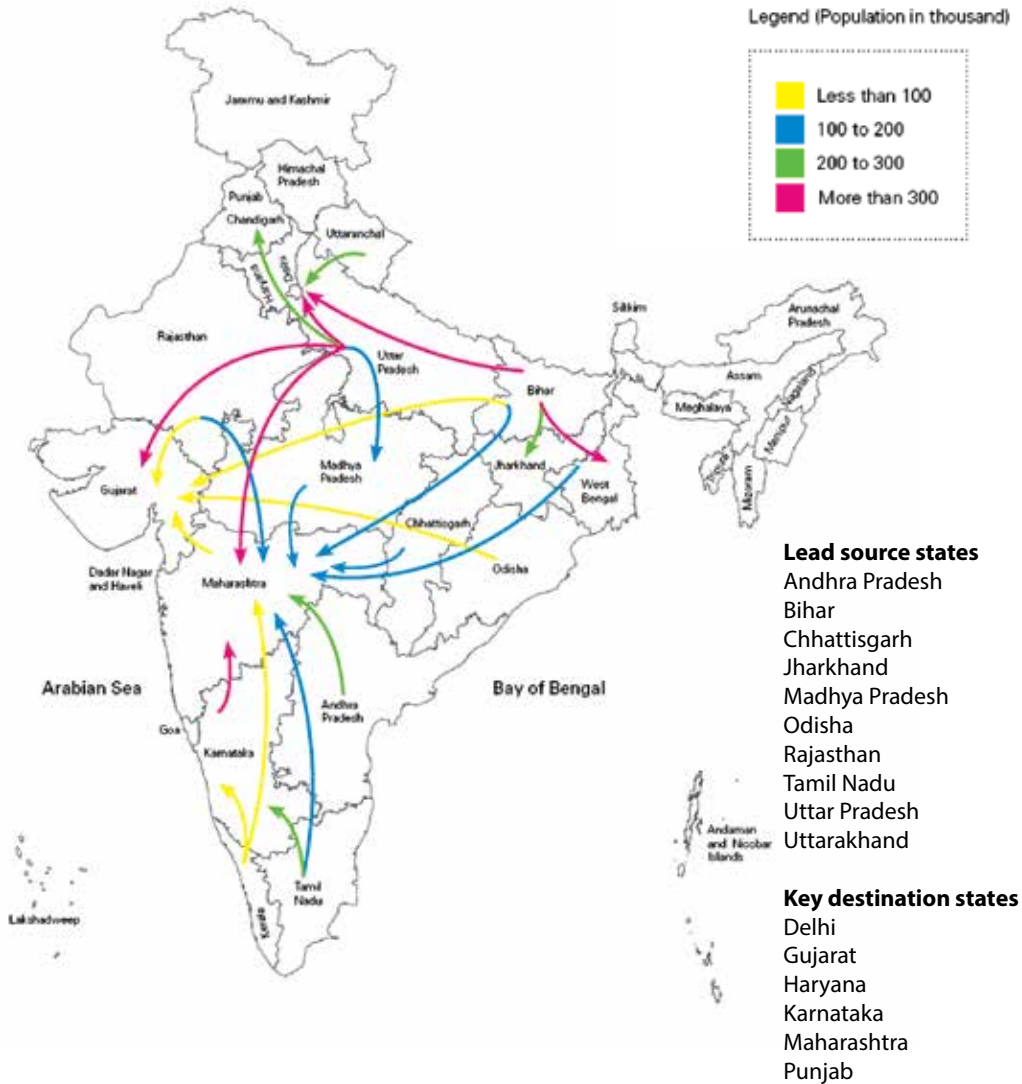 Legend (Population in thousand)
Less than 100
100 to 200
200 to 300
More than 300
Jammu and Kashmir
Himachal
Pradesh
Punjab
Chandigarh
Uttaranchal
Delhi
Haryana
Rajasthan
Uttar
Pradesh
Sikkim
Arunachal
Pradesh
Assam
Nagaland
Meghalaya
Manipur
Tripura
Mizoram
Bihar
Jharkhand
West
Bengal
Madhya
Pradesh
Gujarat
Chhattisgarh
Odisha
Dadar Nagar
and Haveli
Maharashtra
Arabian Sea
Bay of Bengal
Andhra
Pradesh
Goa
Karnataka
Tamil
Nadu
Kerala
Lakshadweep
Andaman
and Nicobar
Islands
Lead source states
Andhra Pradesh
Bihar
Chhattisgarh
Jharkhand
Madhya Pradesh
Odisha
Rajasthan
Tamil Nadu
Uttar Pradesh
Uttarakhand
Key destination states
Delhi
Gujarat
Haryana
Karnataka
Maharashtra
Punjab